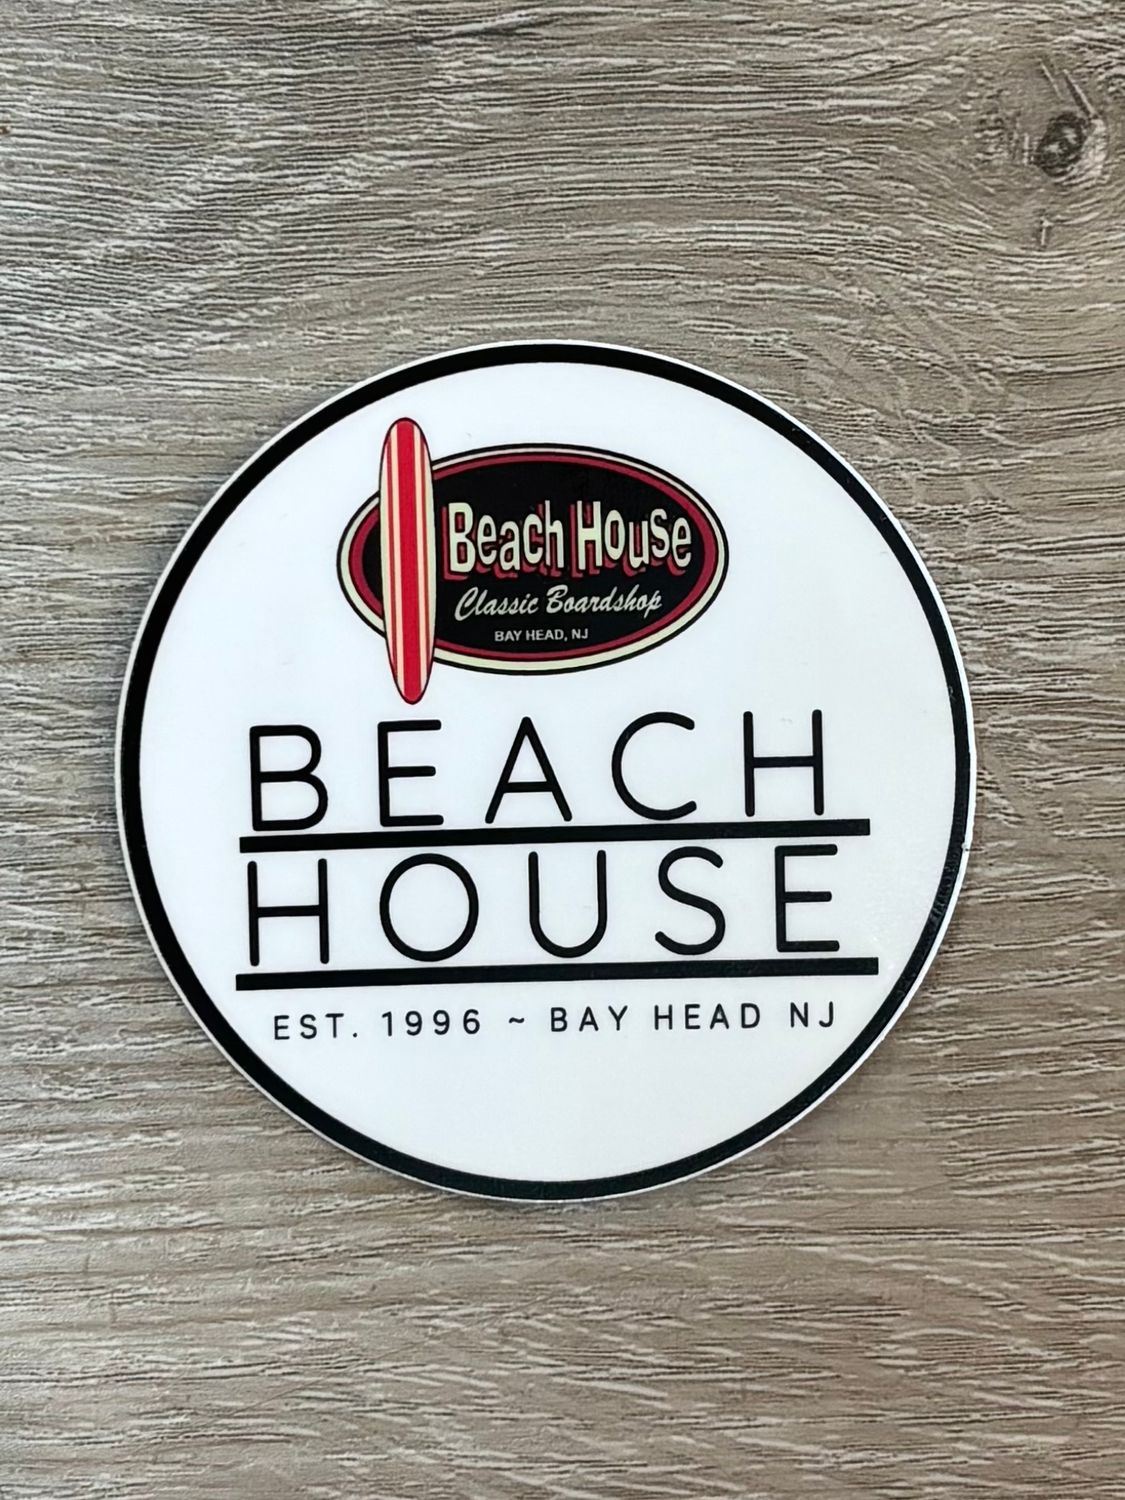 Beach House
Classic Boardshop
BAY HEAD, NJ
BEACH
HOUSE
EST. 1996 ~ BAY HEAD NJ